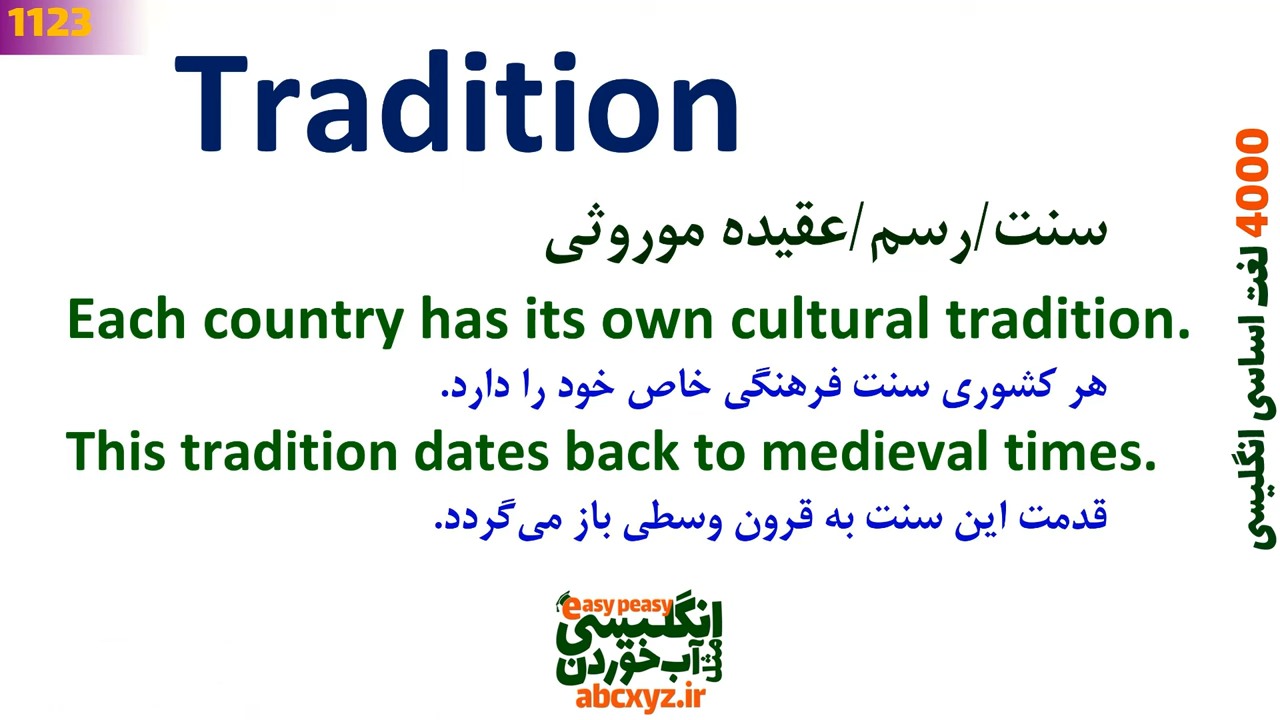 1123
Tradition
سنت/رسم/عقیده موروثی
Each country has its own cultural tradition.
هر کشوری سنت فرهنگی خاص خود را دارد.
This tradition dates back to medieval times.
قدمت این سنت به قرون وسطی باز می‌گردد.
4000 لغت اساسی انگلیسی
easy peasy
انگلیسی
مثل آب خوردن
abcxyz.ir